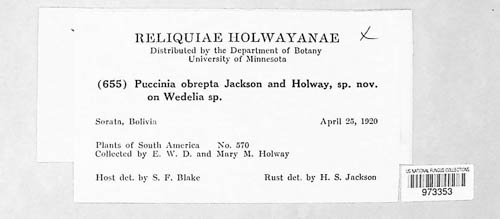 RELIQUIAE HOLWAYANAE
Distributed by the Department of Botany
University of Minnesota
(655) Puccinia obrepta Jackson and Holway, sp. nov.
on Wedelia sp.
Sorata, Bolivia April 25, 1920
Plants of South America No. 570
Collected by E. W. D. and Mary M. Holway
Host det. by S. F. Blake Rust det. by H. S. Jackson
US NATIONAL FUNGUS COLLECTIONS
973353